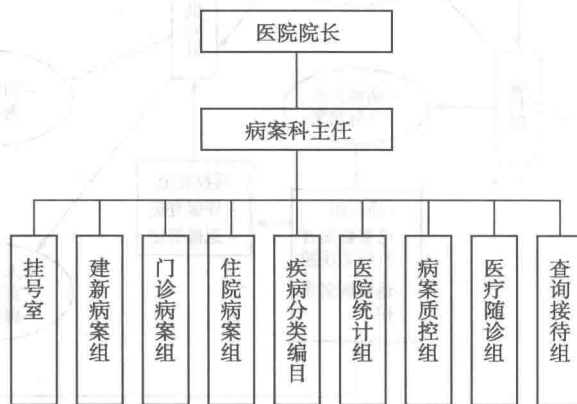 医院院长
病案科主任
挂号室
建新病案组
门诊病案组
住院病案组
疾病分类编目
医院统计组
病案质控组
医疗随诊组
查询接待组